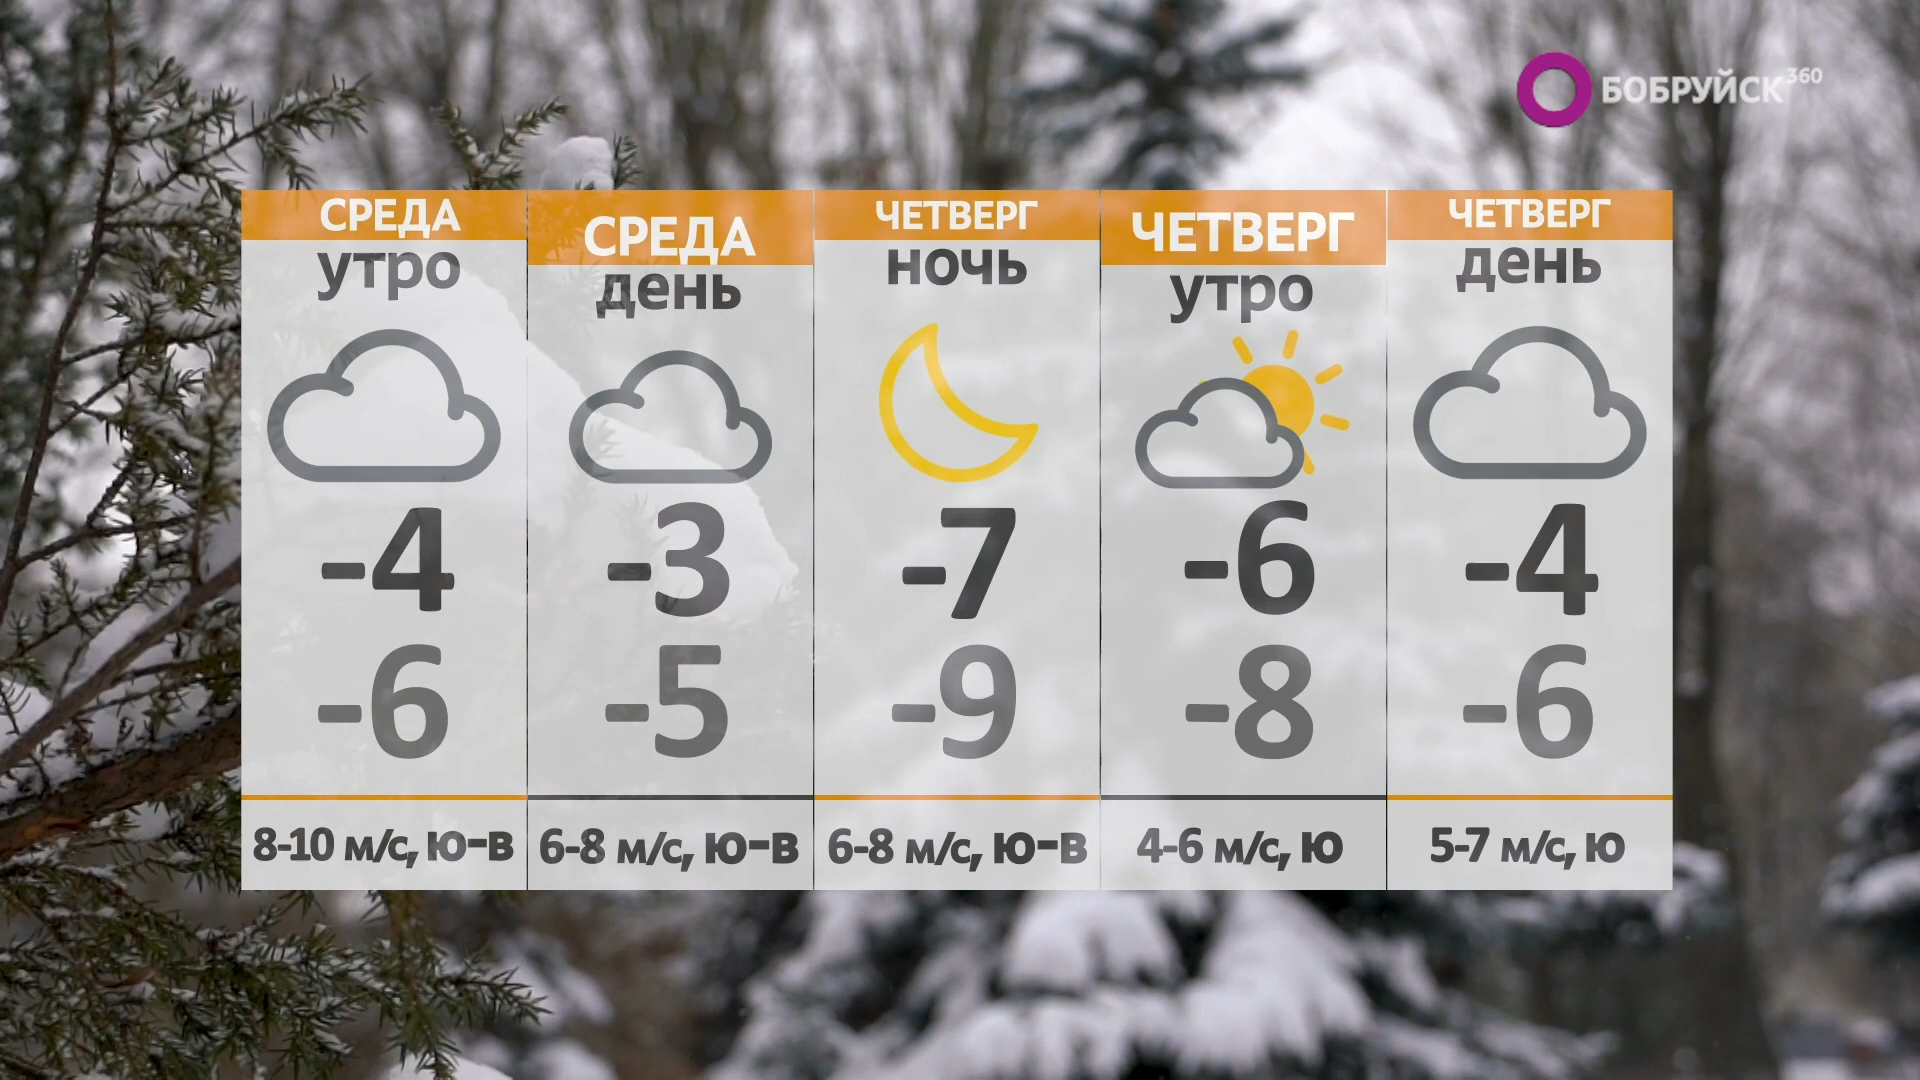 БОБРУЙСК360
СРЕДА
утро
-4
-6
8-10 м/с, ю-в
СРЕДА
день
-3
-5
6-8 м/с, ю-в
ЧЕТВЕРГ
ночь
-7
-9
6-8 м/с, ю-в
ЧЕТВЕРГ
утро
-6
-8
4-6 м/с, ю
ЧЕТВЕРГ
день
-4
-6
5-7 м/с, ю